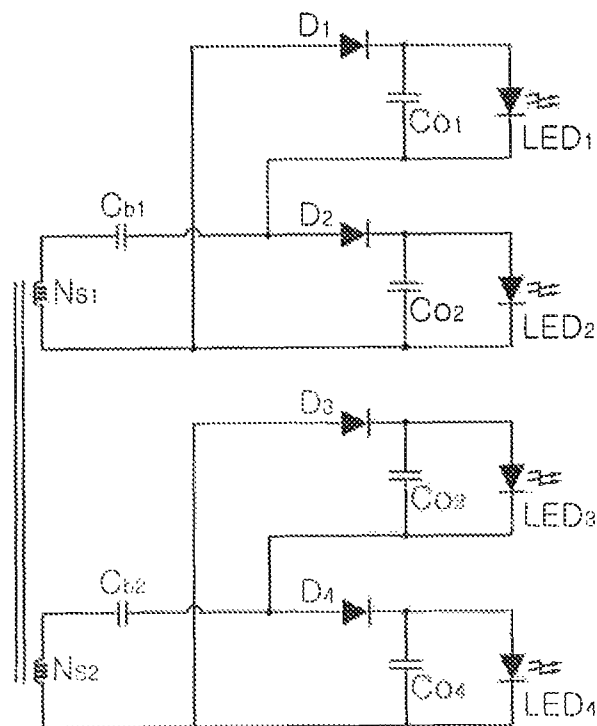 D1
CO1
LED1
Cb1
D2
NS1
CO2
LED2
D3
CO3
LED3
Cb2
D4
NS2
CO4
LED4